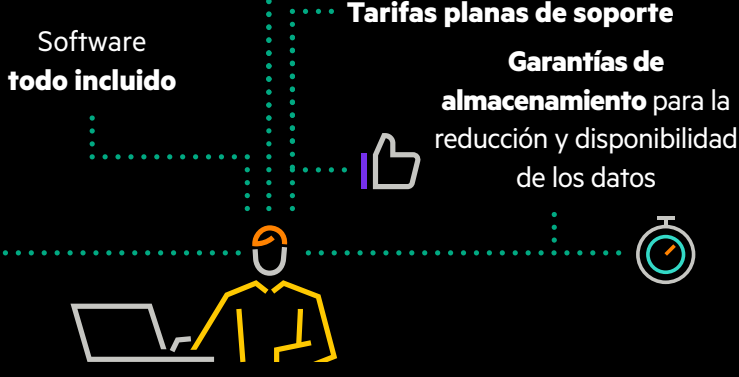 Tarifas planas de soporte
Software
todo incluido
Garantías de
almacenamiento para la
reducción y disponibilidad
de los datos